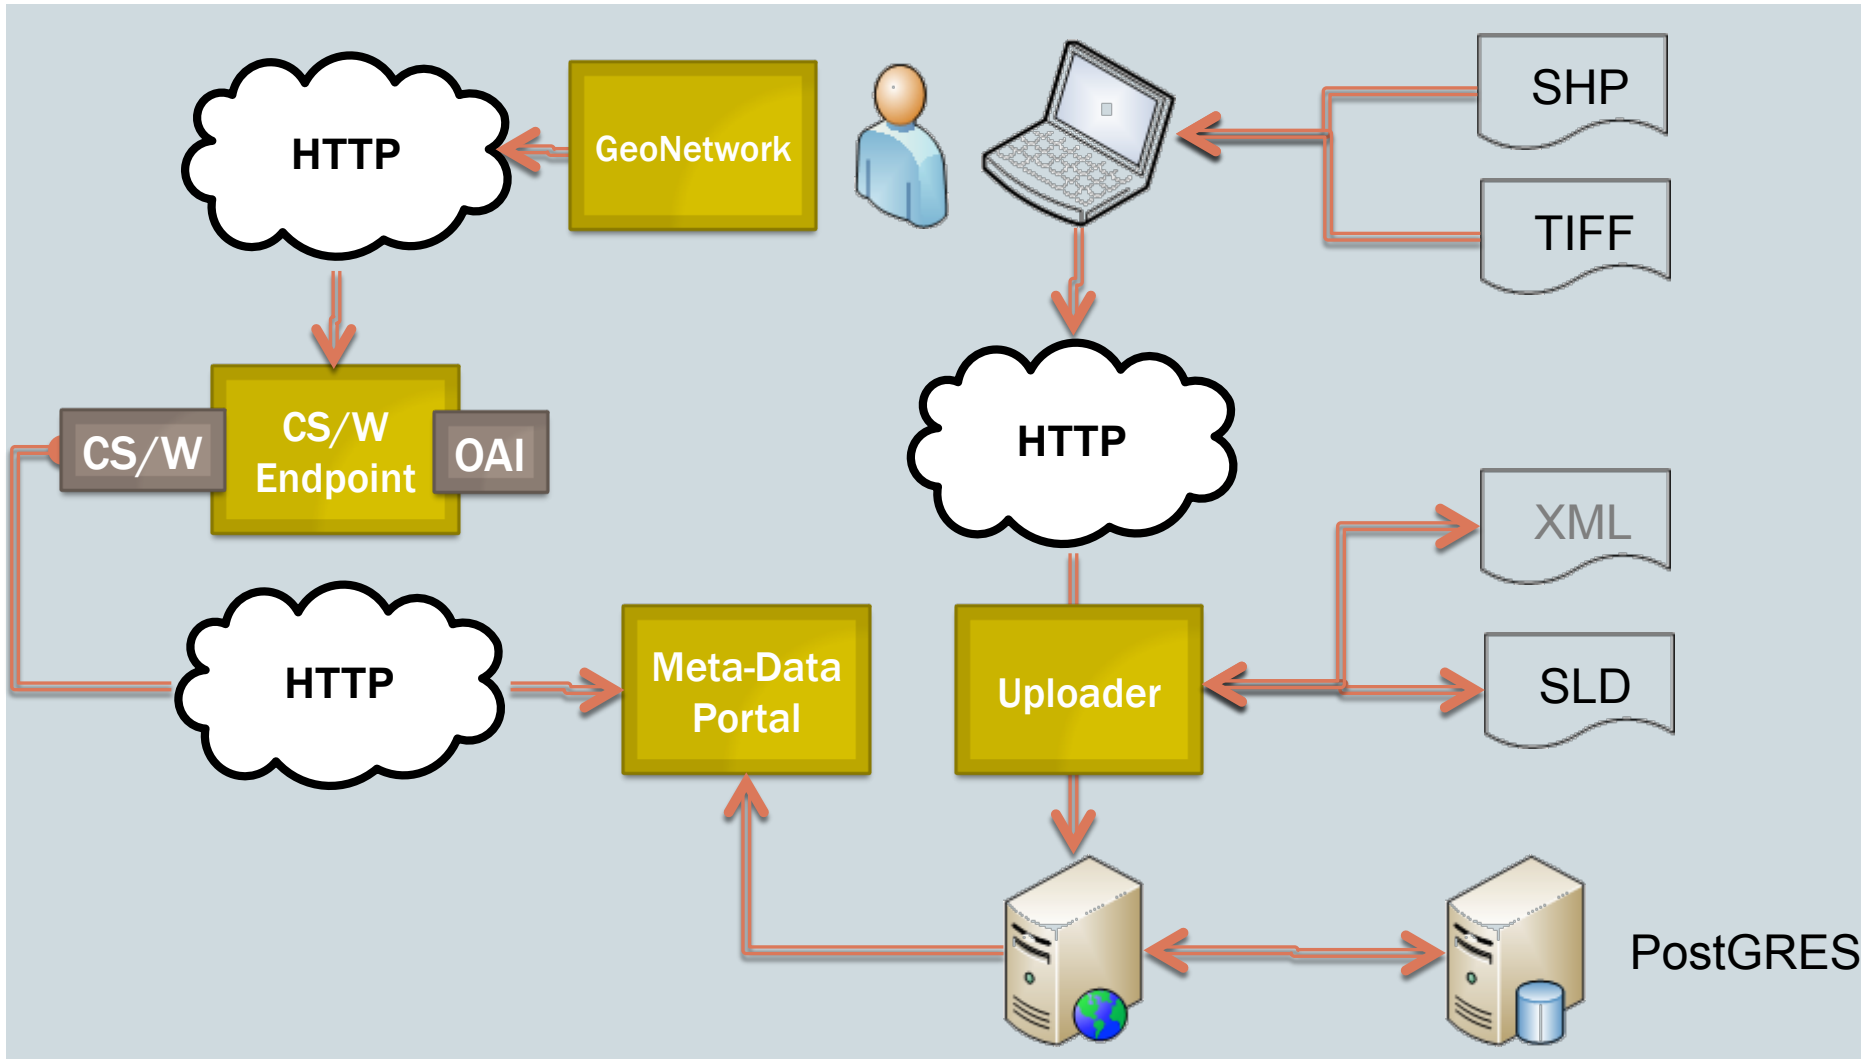 HTTP
GeoNetwork
SHP
TIFF
CS/W
CS/W
Endpoint
OAI
HTTP
XML
HTTP
Meta-Data
Portal
Uploader
SLD
PostGRES